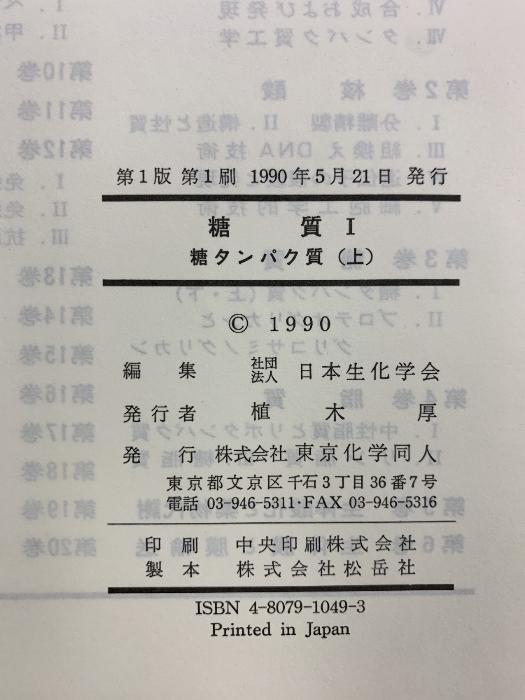 第1版 第1刷 1990年5月21日 発行
糖 質 I
糖タンパク質(上)
© 1990
編 集 社団法人 日本生化学会
発行者 植 木 厚
発 行 株式会社 東京化学同人
東京都文京区千石3丁目36番7号
電話 03-946-5311・FAX 03-946-5316
印 刷 中央印刷株式会社
製 本 株式会社松岳社
ISBN 4-8079-1049-3
Printed in Japan